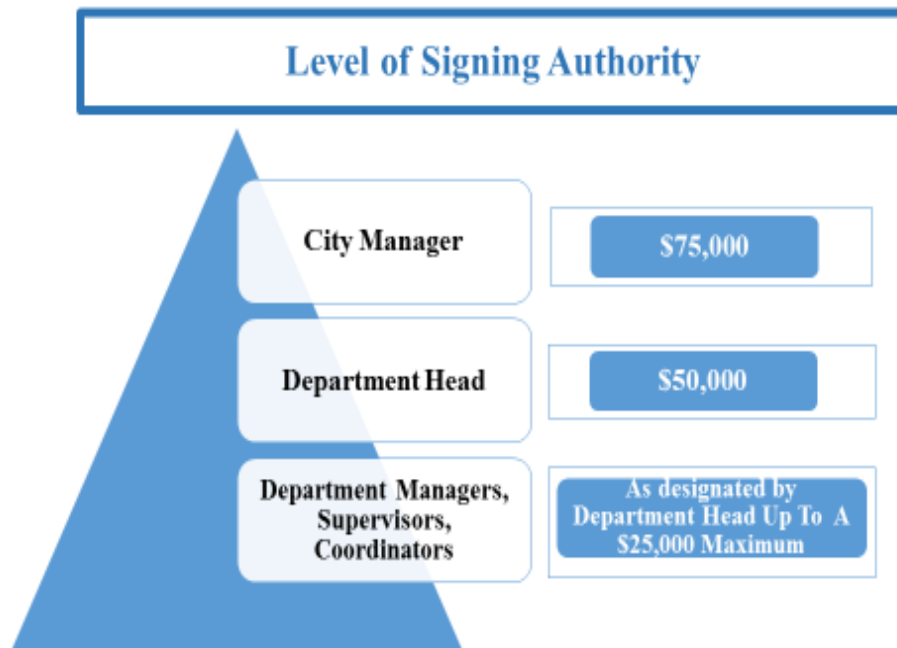 Level of Signing Authority
City Manager
$75,000
Department Head
$50,000
Department Managers,
Supervisors,
Coordinators
As designated by
Department Head Up To A
$25,000 Maximum